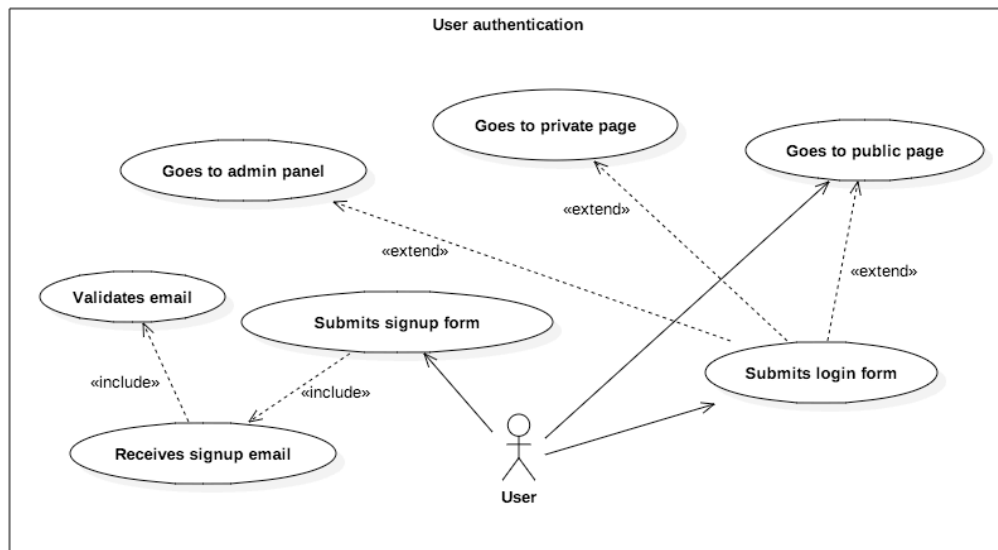 User authentication
Goes to private page
Goes to public page
Goes to admin panel
«extend»
«extend»
«extend»
Validates email
Submits signup form
Submits login form
«include»
«include»
Receives signup email
User